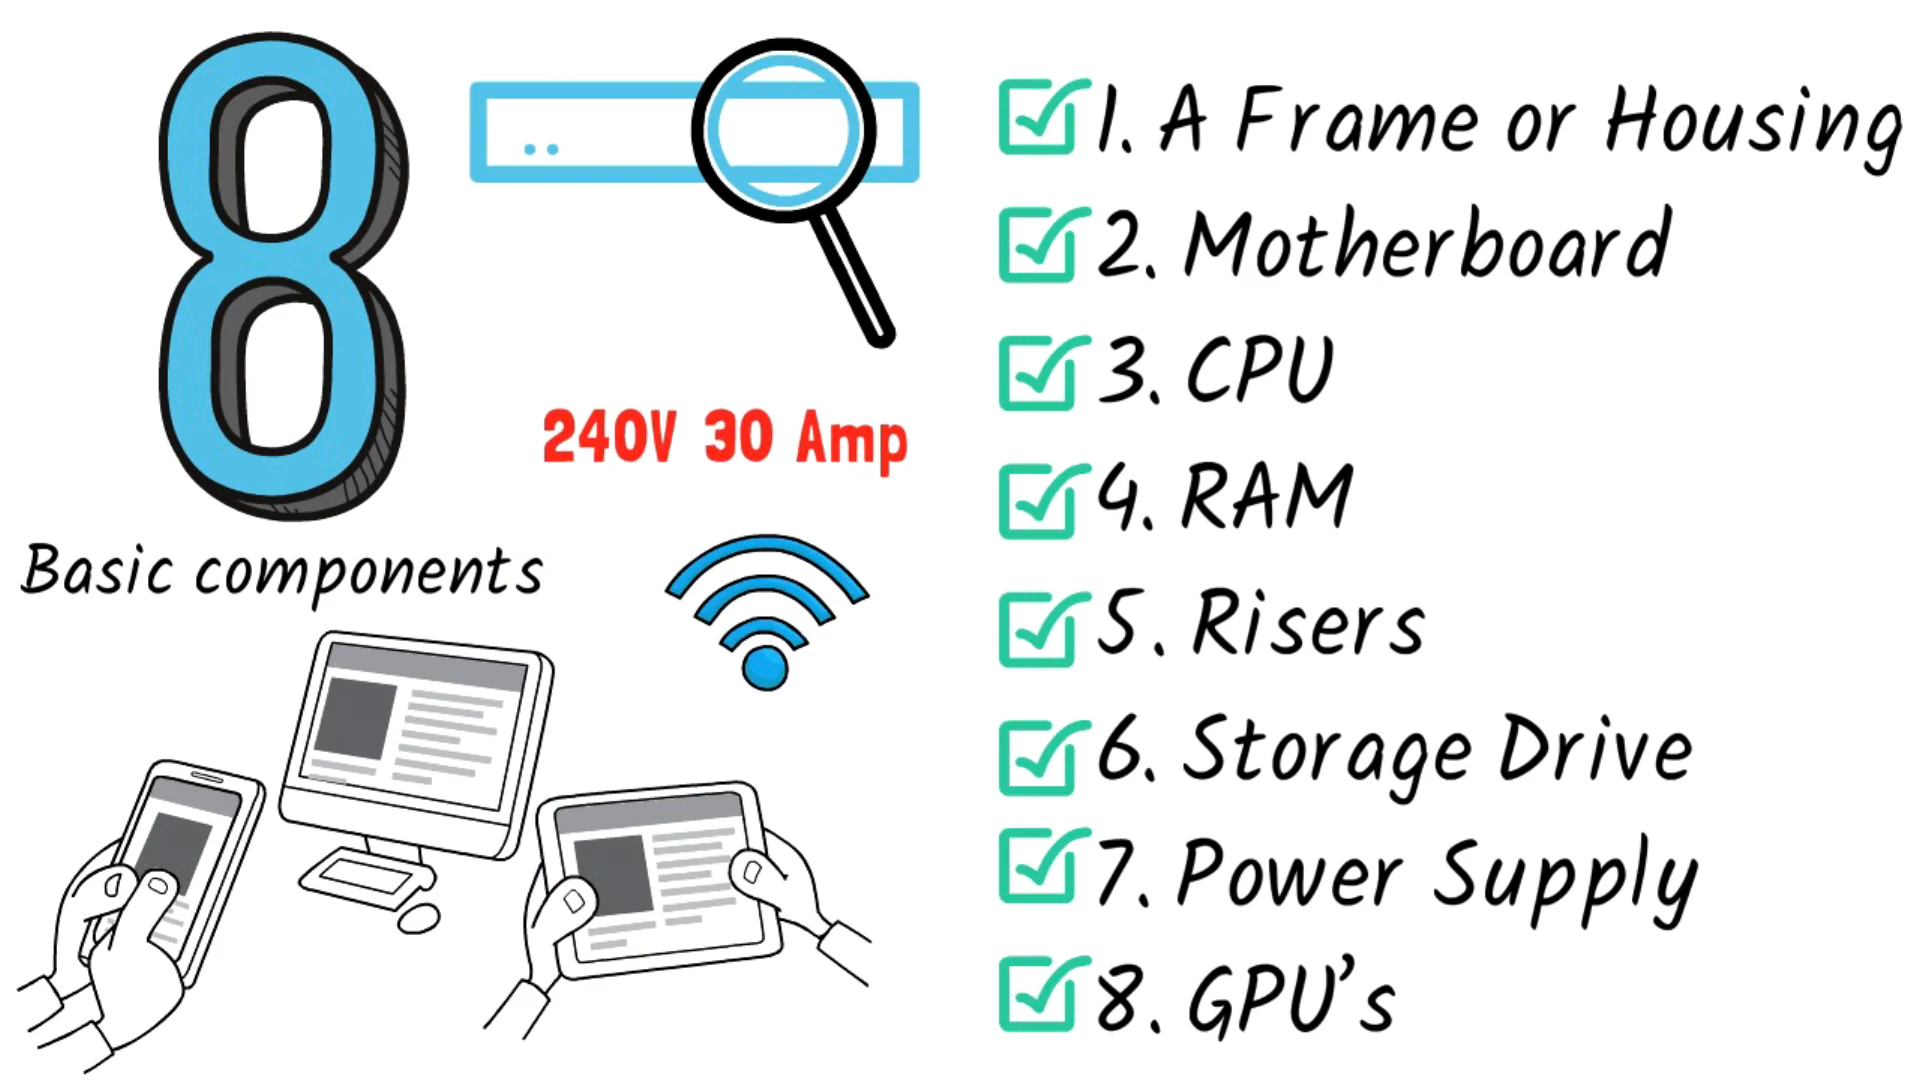 8
Basic components
240V 30 Amp
1. A Frame or Housing
2. Motherboard
3. CPU
4. RAM
5. Risers
6. Storage Drive
7. Power Supply
8. GPU's